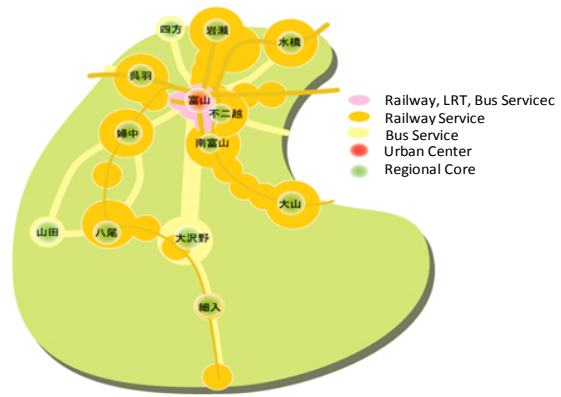 四方
岩瀬
水橋
呉羽
富山
不二越
婦中
南富山
大山
山田
八尾
大沢野
細入
Railway, LRT, Bus Servicec
Railway Service
Bus Service
Urban Center
Regional Core